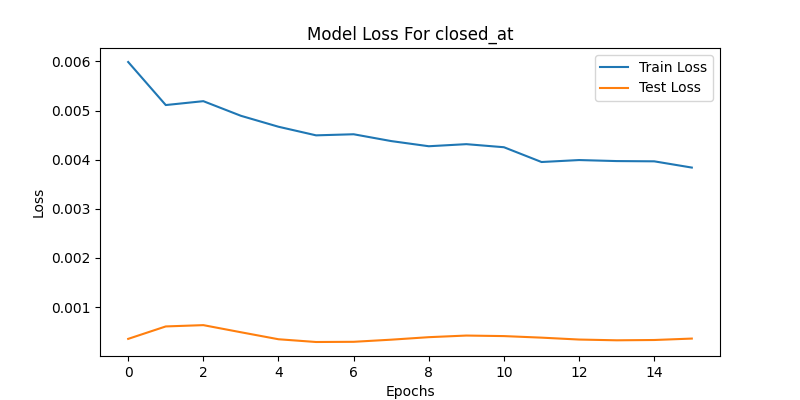 Model Loss For closed_at
Train Loss
Test Loss
0.006
0.005
0.004
0.003
0.002
0.001
Loss
0 2 4 6 8 10 12 14
Epochs